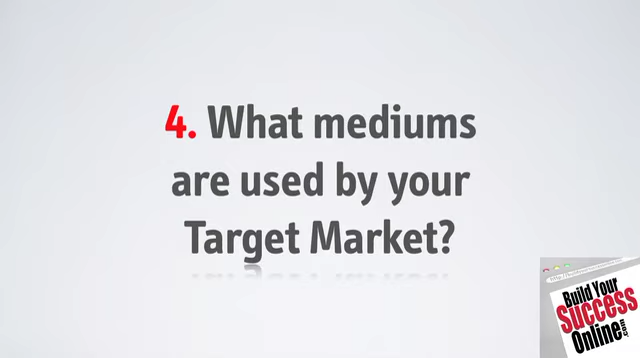 4. What mediums
are used by your
Target Market?
Build Your
Success
Online!
.com